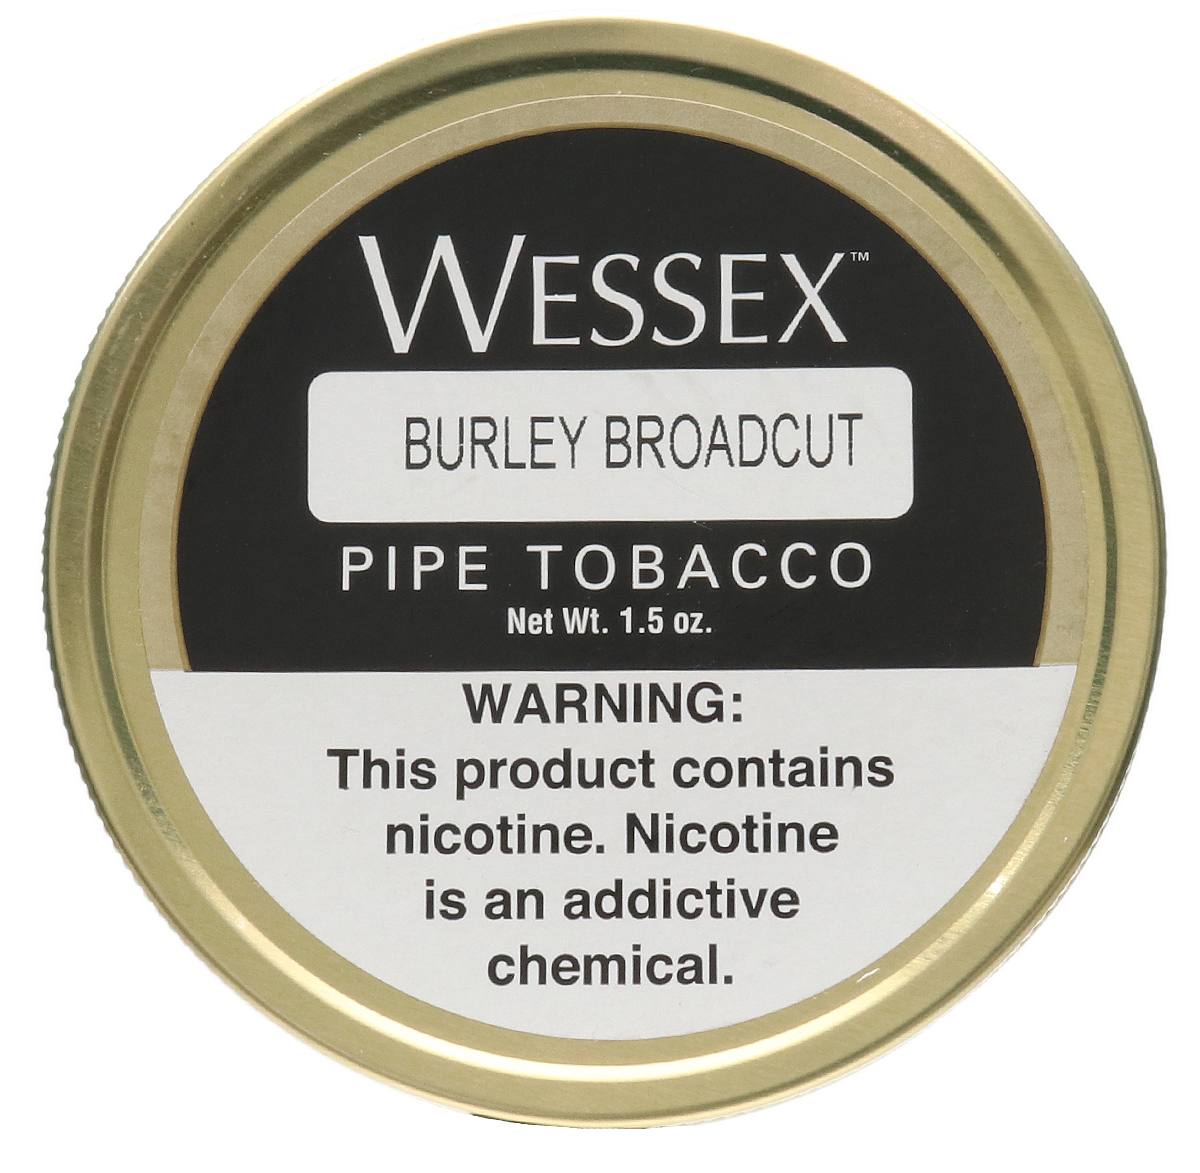 WESSEX™
BURLEY BROADCUT
PIPE TOBACCO
Net Wt. 1.5 oz.
WARNING:
This product contains
nicotine. Nicotine
is an addictive
chemical.